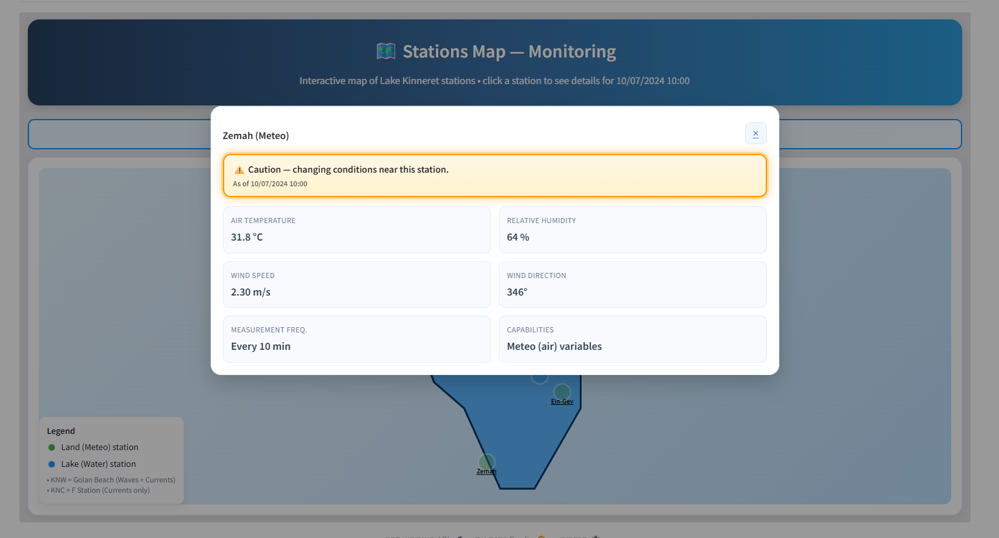 Stations Map — Monitoring
Interactive map of Lake Kinneret stations • click a station to see details for 10/07/2024 10:00
Zemah (Meteo)
×
Caution — changing conditions near this station.
As of 10/07/2024 10:00
AIR TEMPERATURE
31.8 °C
RELATIVE HUMIDITY
64 %
WIND SPEED
2.30 m/s
WIND DIRECTION
346°
MEASUREMENT FREQ.
Every 10 min
CAPABILITIES
Meteo (air) variables
Ein-Gev
Zemah
Legend
Land (Meteo) station
Lake (Water) station
• KNW = Golan Beach (Waves + Currents)
• KNC = F Station (Currents only)